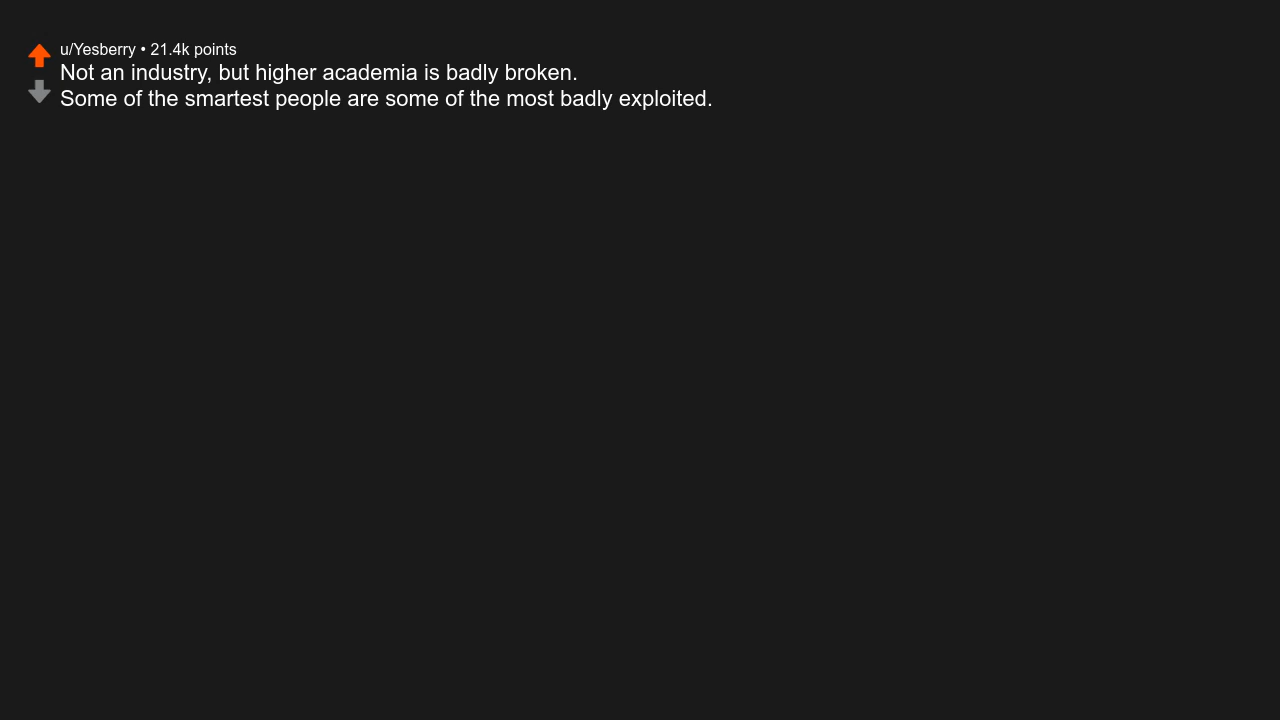 u/Yesberry • 21.4k points
Not an industry, but higher academia is badly broken.
Some of the smartest people are some of the most badly exploited.